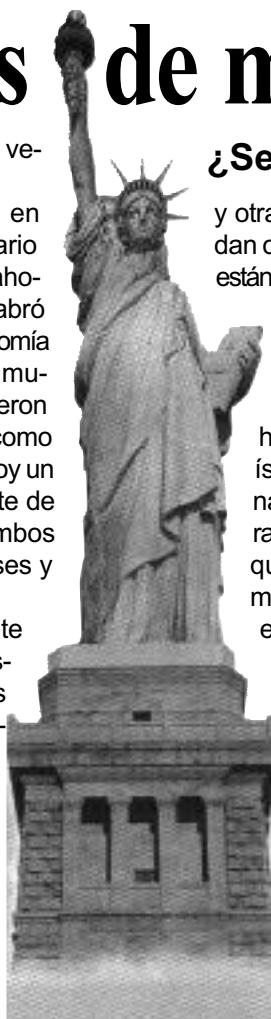 s de m
ve-
en
ario
aho-
abró
omía
mu-
eron
como
oy un
te de
mbos
ses y
te
s-
s
-
¿Se
y otra
dan c
están
h
ís
na
ra
qu
m
e